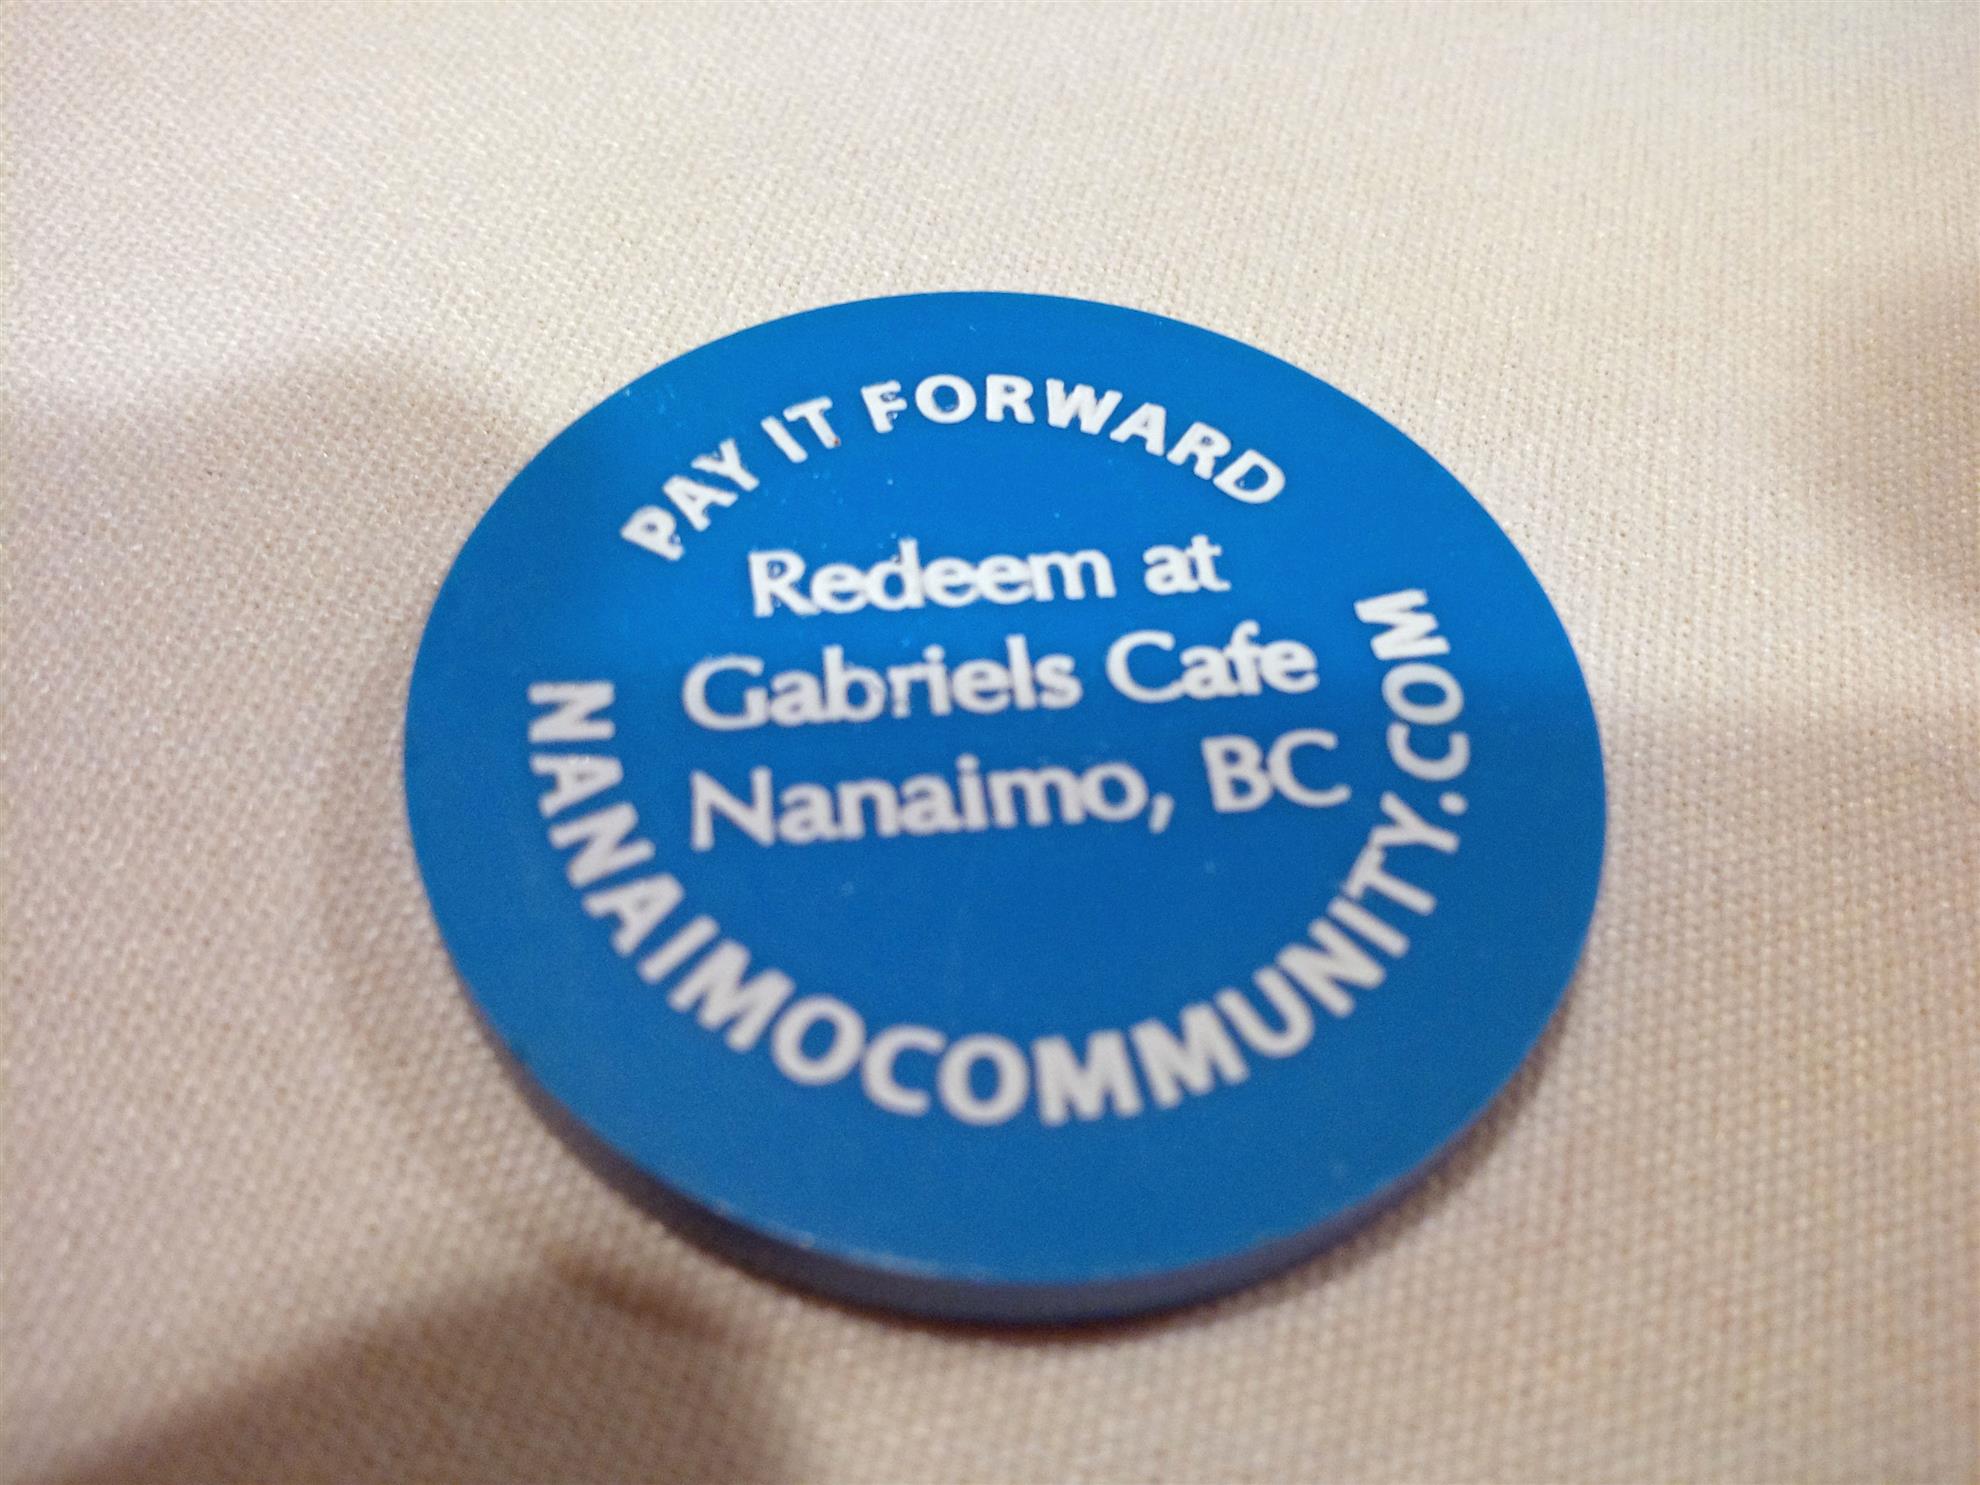 PAY IT FORWARD
Redeem at
Gabriels Cafe
Nanaimo, BC
NANAIMOCOMMUNITY.COM